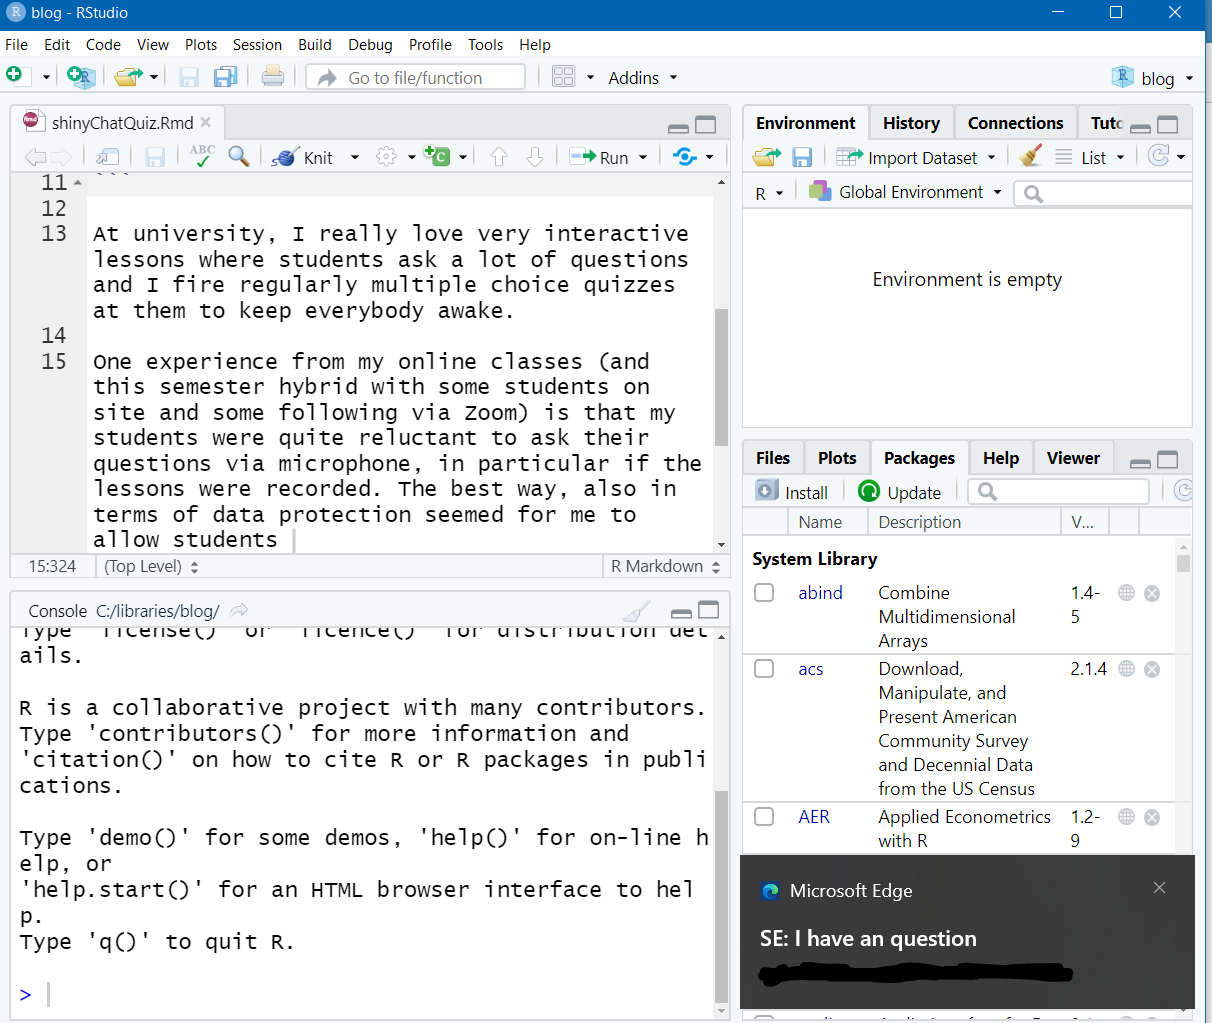 blog - RStudio
File Edit Code View Plots Session Build Debug Profile Tools Help
Go to file/function
Addins
blog
shinyChatQuiz.Rmd
ABC
Knit
Run
11 ```
12
13 At university, I really love very interactive
lessons where students ask a lot of questions
and I fire regularly multiple choice quizzes
at them to keep everybody awake.
14
15 One experience from my online classes (and
this semester hybrid with some students on
site and some following via Zoom) is that my
students were quite reluctant to ask their
questions via microphone, in particular if the
lessons were recorded. The best way, also in
terms of data protection seemed for me to
allow students
15:324 (Top Level) R Markdown
Console C:/libraries/blog/
Type 'license()' or 'licence()' for distribution det
ails.
R is a collaborative project with many contributors.
Type 'contributors()' for more information and
'citation()' on how to cite R or R packages in publi
cations.
Type 'demo()' for some demos, 'help()' for on-line h
elp, or
'help.start()' for an HTML browser interface to hel
p.
Type 'q()' to quit R.
>
Environment History Connections Tuto
Import Dataset List
R Global Environment
Environment is empty
Files Plots Packages Help Viewer
Install Update
Name Description V...
System Library
abind Combine 1.4-
Multidimensional 5
Arrays
acs Download, 2.1.4
Manipulate, and
Present American
Community Survey
and Decennial Data
from the US Census
AER Applied Econometrics 1.2-
with R 9
Microsoft Edge
SE: I have an question